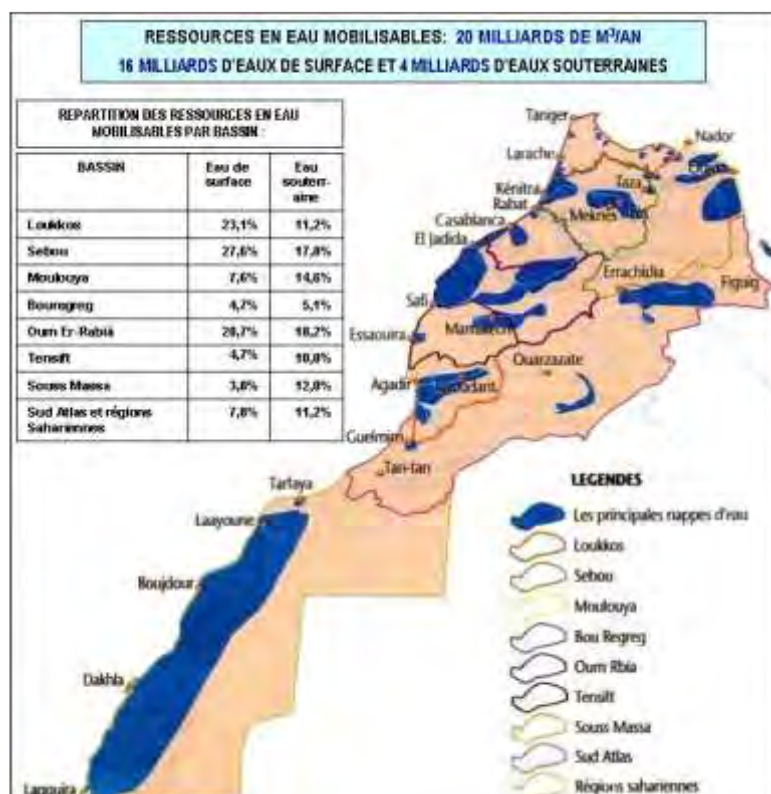 RESSOURCES EN EAU MOBILISABLES: 20 MILLIARDS DE M³/AN
16 MILLIARDS D'EAUX DE SURFACE ET 4 MILLIARDS D'EAUX SOUTERRAINES
REPARTITION DES RESSOURCES EN EAU
MOBILISABLES PAR BASSIN :
BASSIN
Eau de
surface
Eau
souterr-
aine
Loukkos 23,1% 11,2%
Sebou 27,6% 17,0%
Moulouya 7,6% 14,6%
Bouregreg 4,7% 5,1%
Oum Er-Rabiâ 20,7% 18,2%
Tensift 4,7% 10,0%
Souss Massa 3,0% 12,0%
Sud Atlas et régions
Sahariennes 7,8% 11,2%
Tanger
Nador
Larache
Taza
Kénitra
Rabat
Meknès
Casablanca
El Jadida
Errachidia
Figuig
Safi
Essaouira
Marrakech
Ouarzazate
Agadir
Guelmim
Tan-tan
Tarfaya
Laayoune
Boujdour
Dakhla
Lagouira
LEGENDES
Les principales nappes d'eau
Loukkos
Sebou
Moulouya
Bou Regreg
Oum Rbia
Tensift
Souss Massa
Sud Atlas
Régions sahariennes